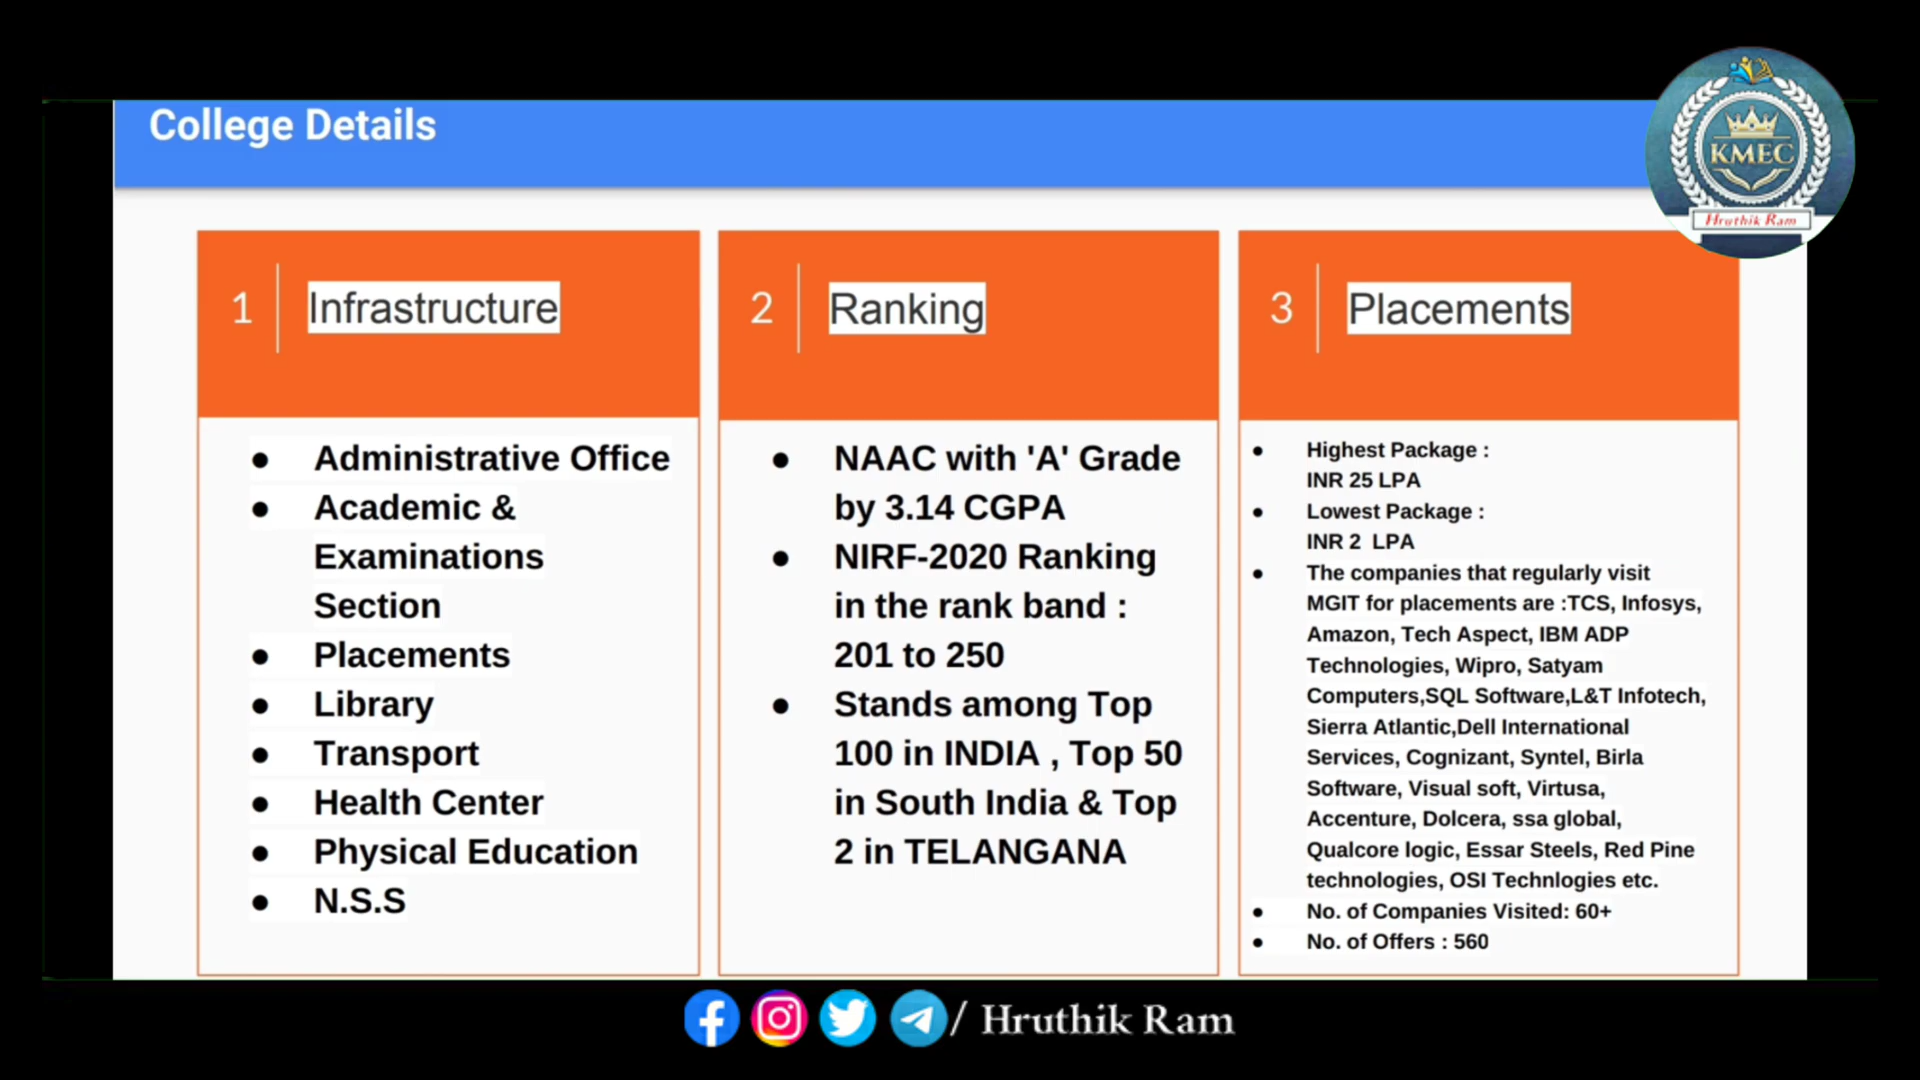 College Details
KMEC
Hruthik Ram
1
Infrastructure
● Administrative Office
● Academic &
Examinations
Section
● Placements
● Library
● Transport
● Health Center
● Physical Education
● N.S.S
2
Ranking
● NAAC with 'A' Grade
by 3.14 CGPA
● NIRF-2020 Ranking
in the rank band :
201 to 250
● Stands among Top
100 in INDIA , Top 50
in South India & Top
2 in TELANGANA
3
Placements
● Highest Package :
INR 25 LPA
● Lowest Package :
INR 2 LPA
● The companies that regularly visit
MGIT for placements are :TCS, Infosys,
Amazon, Tech Aspect, IBM ADP
Technologies, Wipro, Satyam
Computers,SQL Software,L&T Infotech,
Sierra Atlantic,Dell International
Services, Cognizant, Syntel, Birla
Software, Visual soft, Virtusa,
Accenture, Dolcera, ssa global,
Qualcore logic, Essar Steels, Red Pine
technologies, OSI Technlogies etc.
● No. of Companies Visited: 60+
● No. of Offers : 560
/ Hruthik Ram